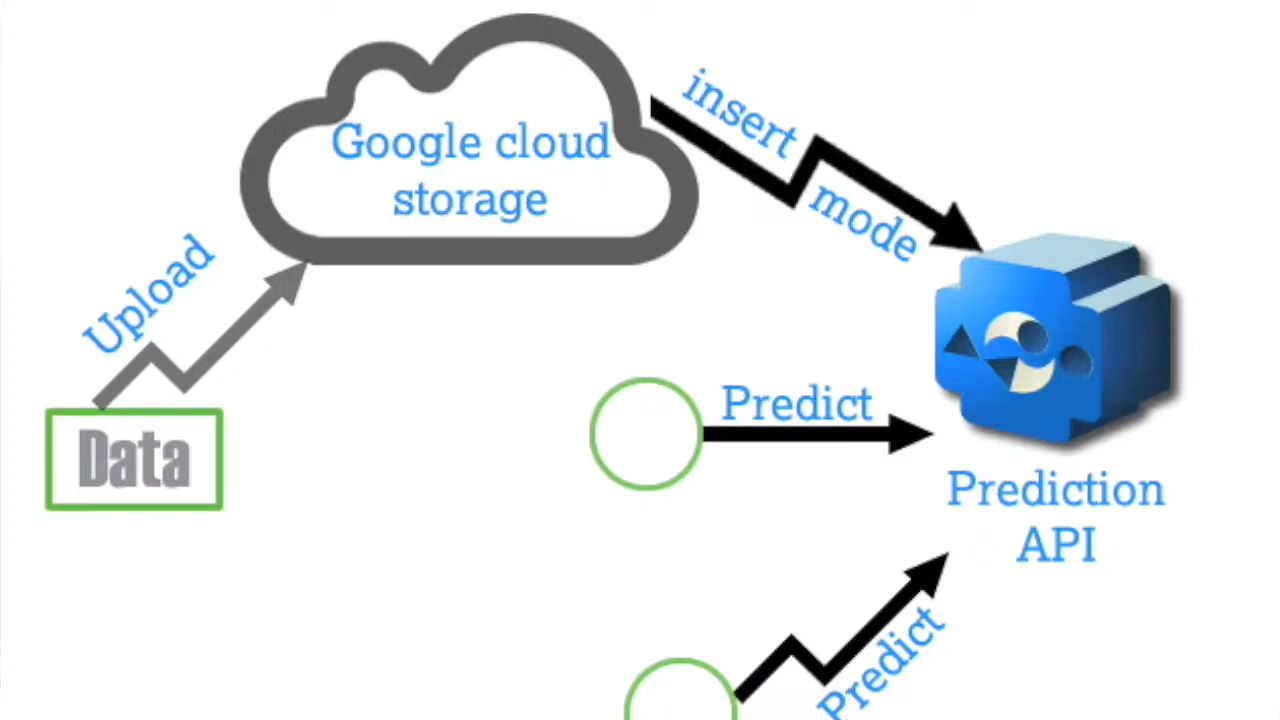 Google cloud
storage
insert
mode
Upload
Data
Predict
Prediction
API
Predict